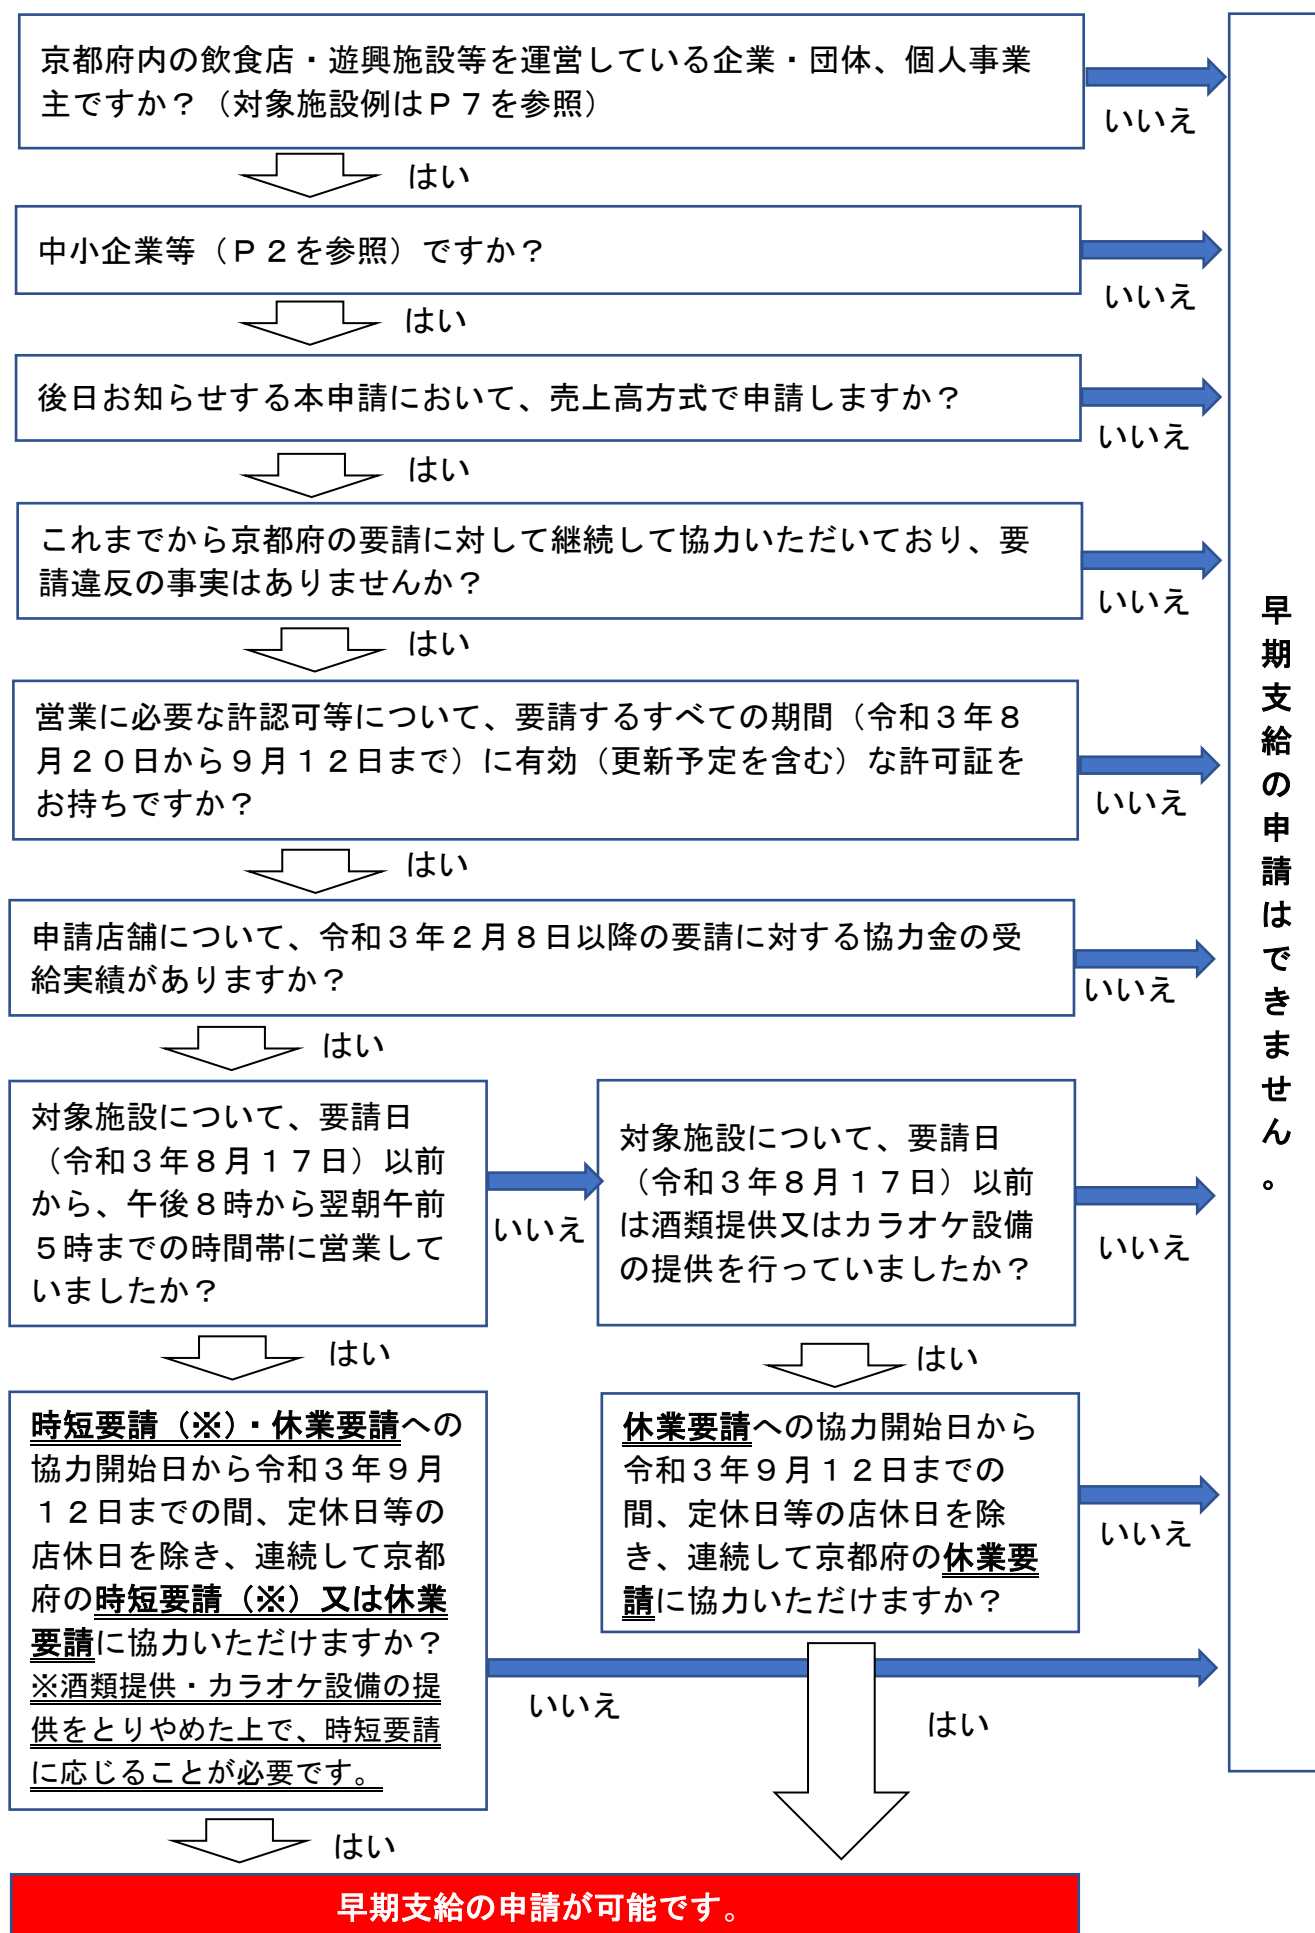 京都府内の飲食店・遊興施設等を運営している企業・団体、個人事業
主ですか？（対象施設例はＰ７を参照）
いいえ
はい
中小企業等（Ｐ２を参照）ですか？
いいえ
はい
後日お知らせする本申請において、売上高方式で申請しますか？
いいえ
はい
これまでから京都府の要請に対して継続して協力いただいており、要
請違反の事実はありませんか？
いいえ
はい
営業に必要な許認可等について、要請するすべての期間（令和３年８
月２０日から９月１２日まで）に有効（更新予定を含む）な許可証を
お持ちですか？
いいえ
はい
申請店舗について、令和３年２月８日以降の要請に対する協力金の受
給実績がありますか？
いいえ
はい
対象施設について、要請日
（令和３年８月１７日）以前
から、午後８時から翌朝午前
５時までの時間帯に営業して
いましたか？
いいえ
はい
対象施設について、要請日
（令和３年８月１７日）以前
は酒類提供又はカラオケ設備
の提供を行っていましたか？
いいえ
はい
時短要請（※）・休業要請への
協力開始日から令和３年９月
１２日までの間、定休日等の
店休日を除き、連続して京都
府の時短要請（※）又は休業
要請に協力いただけますか？
※酒類提供・カラオケ設備の提
供をとりやめた上で、時短要請
に応じることが必要です。
いいえ
はい
休業要請への協力開始日から
令和３年９月１２日までの
間、定休日等の店休日を除
き、連続して京都府の休業要
請に協力いただけますか？
いいえ
はい
早期支給の申請はできません。
早期支給の申請が可能です。